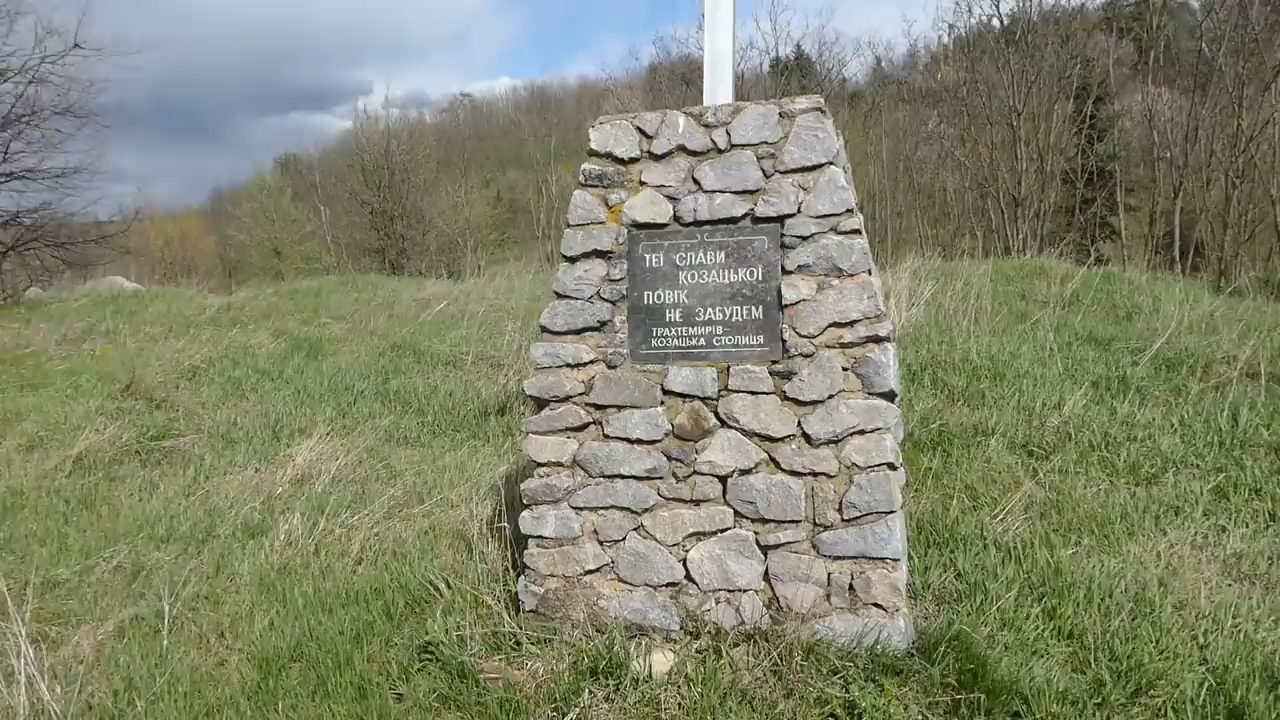 ТЕЇ СЛАВИ
КОЗАЦЬКОЇ
ПОВІК
НЕ ЗАБУДЕМ
ТРАХТЕМИРІВ–
КОЗАЦЬКА СТОЛИЦЯ